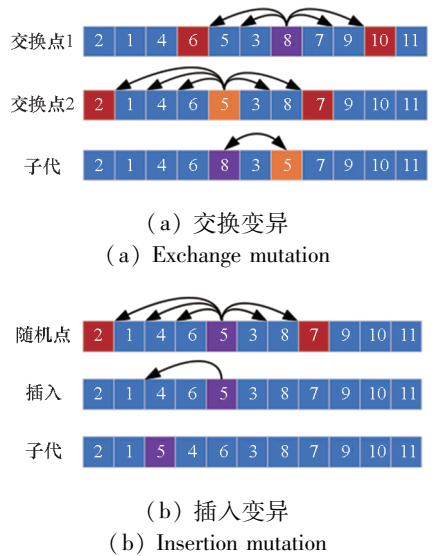 交换点1 2 1 4 6 5 3 8 7 9 10 11
交换点2 2 1 4 6 5 3 8 7 9 10 11
子代 2 1 4 6 8 3 5 7 9 10 11
(a) 交换变异
(a) Exchange mutation
随机点 2 1 4 6 5 3 8 7 9 10 11
插入 2 1 4 6 5 3 8 7 9 10 11
子代 2 1 5 4 6 3 8 7 9 10 11
(b) 插入变异
(b) Insertion mutation